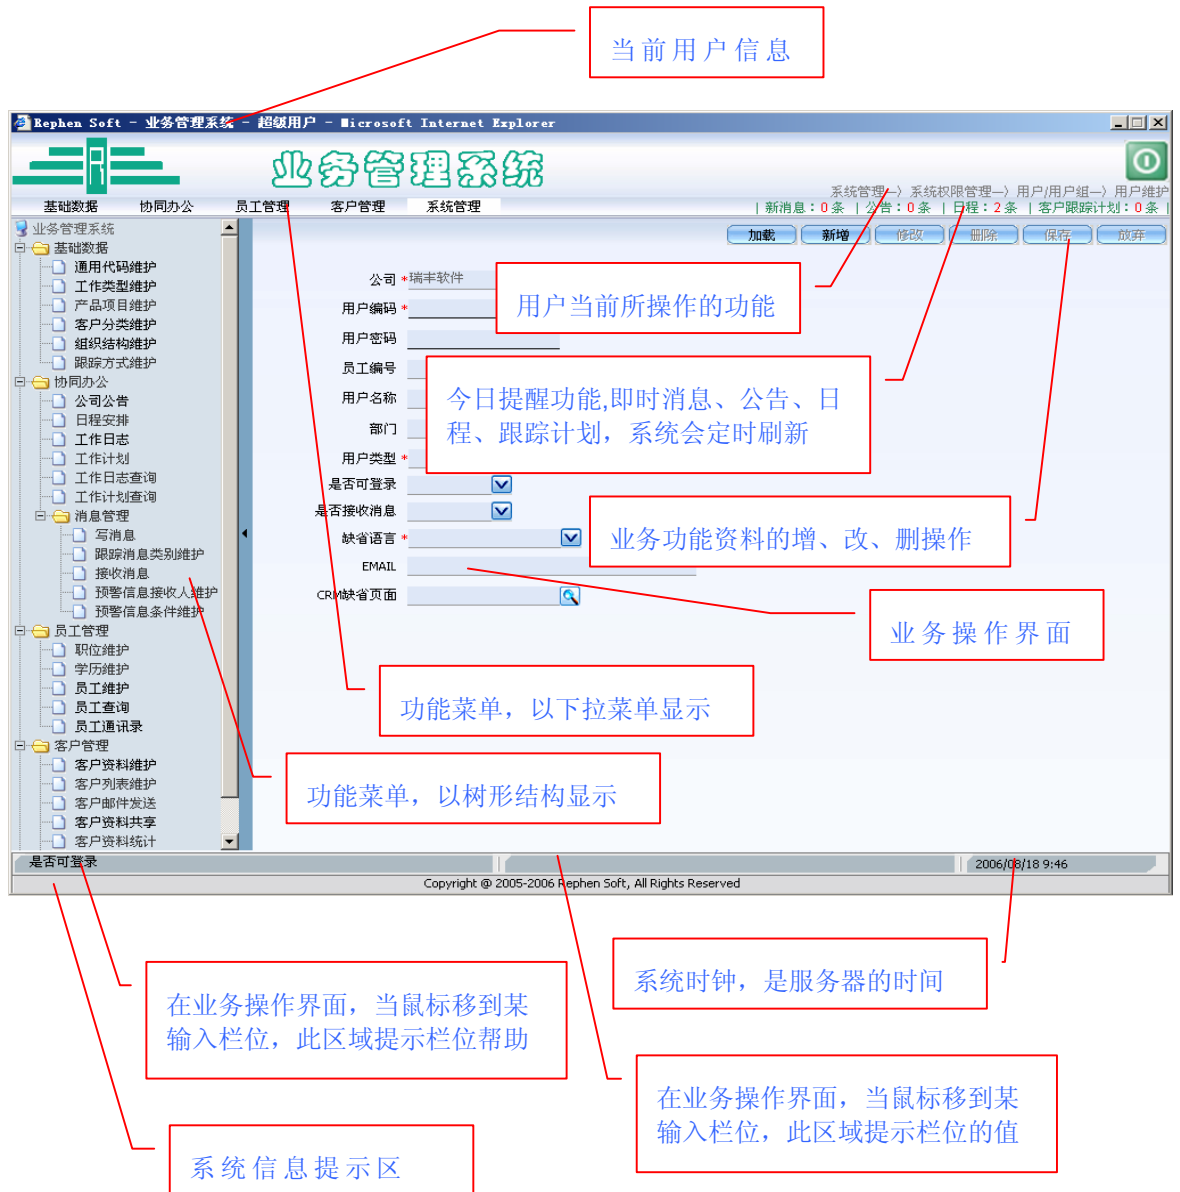 当前用户信息
Rephen Soft - 业务管理系统 - 超级用户 - Microsoft Internet Explorer
业务管理系统
系统管理—〉系统权限管理—〉用户/用户组—〉用户维护
基础数据 协同办公 员工管理 客户管理 系统管理
| 新消息：0条 | 公告：0条 | 日程：2条 | 客户跟踪计划：0条 |
加载 新增 修改 删除 保存 放弃
业务管理系统
基础数据
通用代码维护
工作类型维护
产品项目维护
客户分类维护
组织结构维护
跟踪方式维护
协同办公
公司公告
日程安排
工作日志
工作计划
工作日志查询
工作计划查询
消息管理
写消息
跟踪消息类别维护
接收消息
预警信息接收人维护
预警信息条件维护
员工管理
职位维护
学历维护
员工维护
员工查询
员工通讯录
客户管理
客户资料维护
客户列表维护
客户邮件发送
客户资料共享
客户资料统计
公司 *瑞丰软件
用户编码 *
用户密码
员工编号
用户名称
部门
用户类型 *
是否可登录
是否接收消息
缺省语言 *
EMAIL
CRM缺省页面
用户当前所操作的功能
今日提醒功能,即时消息、公告、日
程、跟踪计划，系统会定时刷新
业务功能资料的增、改、删操作
业务操作界面
功能菜单，以下拉菜单显示
功能菜单，以树形结构显示
是否可登录
2006/08/18 9:46
Copyright @ 2005-2006 Rephen Soft, All Rights Reserved
系统时钟，是服务器的时间
在业务操作界面，当鼠标移到某
输入栏位，此区域提示栏位帮助
在业务操作界面，当鼠标移到某
输入栏位，此区域提示栏位的值
系统信息提示区